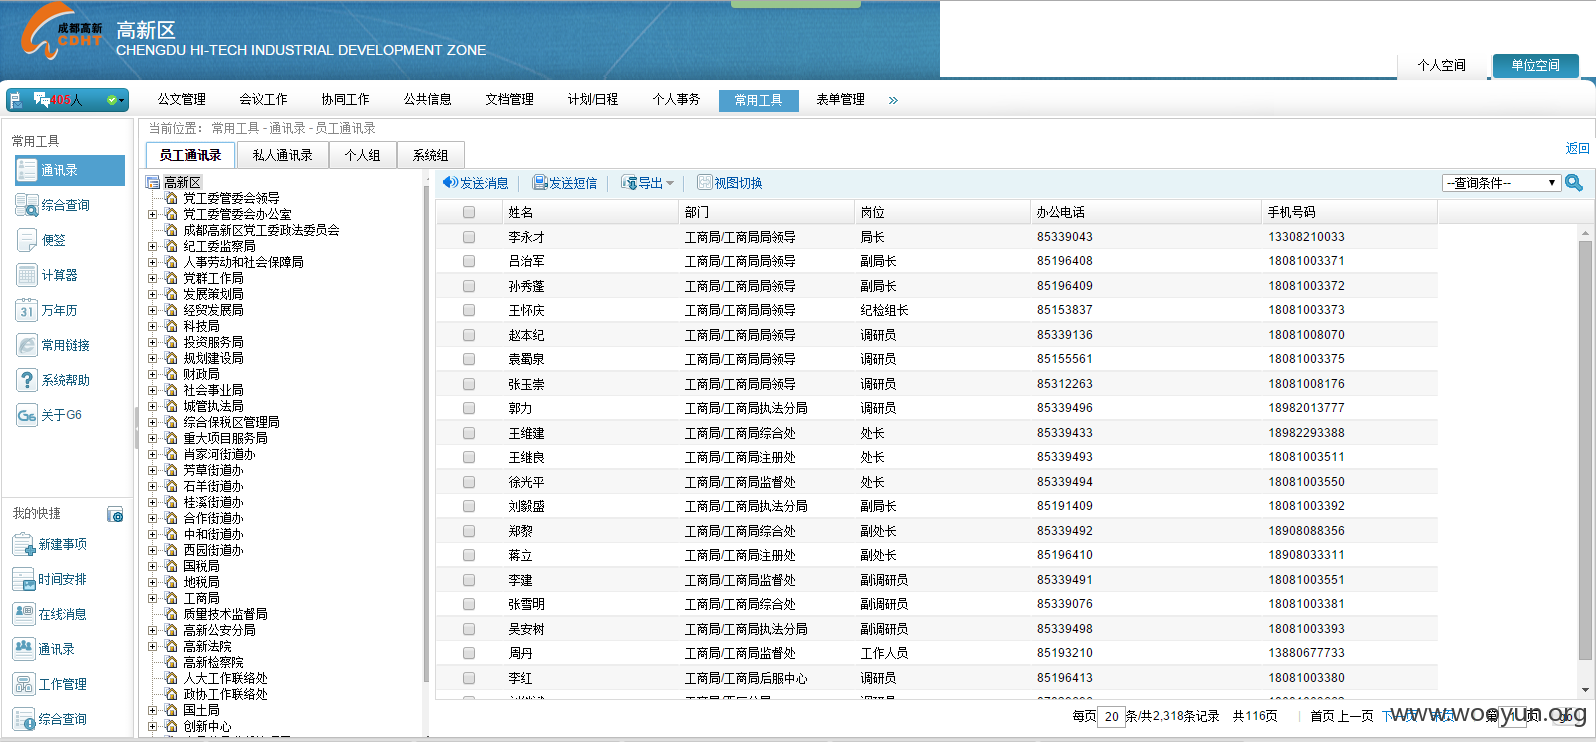 成都高新
CDHT
高新区
CHENGDU HI-TECH INDUSTRIAL DEVELOPMENT ZONE
个人空间
单位空间
405人
公文管理
会议工作
协同工作
公共信息
文档管理
计划/日程
个人事务
常用工具
表单管理
»
常用工具
通讯录
综合查询
便签
计算器
31 万年历
常用链接
系统帮助
关于G6
我的快捷
新建事项
时间安排
在线消息
通讯录
工作管理
综合查询
当前位置： 常用工具 - 通讯录 - 员工通讯录
员工通讯录
私人通讯录
个人组
系统组
返回
高新区
党工委管委会领导
党工委管委会办公室
成都高新区党工委政法委员会
纪工委监察局
人事劳动和社会保障局
党群工作局
发展策划局
经贸发展局
科技局
投资服务局
规划建设局
财政局
社会事业局
城管执法局
综合保税区管理局
重大项目服务局
肖家河街道办
芳草街道办
石羊街道办
桂溪街道办
合作街道办
中和街道办
西园街道办
国税局
地税局
工商局
质量技术监督局
高新公安分局
高新法院
高新检察院
人大工作联络处
政协工作联络处
国土局
创新中心
发送消息
发送短信
导出
视图切换
--查询条件--
姓名 部门 岗位 办公电话 手机号码
李永才 工商局/工商局局领导 局长 85339043 13308210033
吕治军 工商局/工商局局领导 副局长 85196408 18081003371
孙秀蓬 工商局/工商局局领导 副局长 85196409 18081003372
王怀庆 工商局/工商局局领导 纪检组长 85153837 18081003373
赵本纪 工商局/工商局局领导 调研员 85339136 18081008070
袁蜀泉 工商局/工商局局领导 调研员 85155561 18081003375
张玉崇 工商局/工商局局领导 调研员 85312263 18081008176
郭力 工商局/工商局执法分局 调研员 85339496 18982013777
王维建 工商局/工商局综合处 处长 85339433 18982293388
王继良 工商局/工商局注册处 处长 85339493 18081003511
徐光平 工商局/工商局监督处 处长 85339494 18081003550
刘毅盛 工商局/工商局执法分局 副局长 85191409 18081003392
郑黎 工商局/工商局综合处 副处长 85339492 18908088356
蒋立 工商局/工商局注册处 副处长 85196410 18908033311
李建 工商局/工商局监督处 副调研员 85339491 18081003551
张雪明 工商局/工商局综合处 副调研员 85339076 18081003381
吴安树 工商局/工商局执法分局 副调研员 85339498 18081003393
周丹 工商局/工商局监督处 工作人员 85193210 13880677733
李红 工商局/工商局后服中心 调研员 85196413 18081003380
每页 20 条/共2,318条记录 共116页 首页 上一页 下一页 末页 第 1 页 go
www.wooyun.org